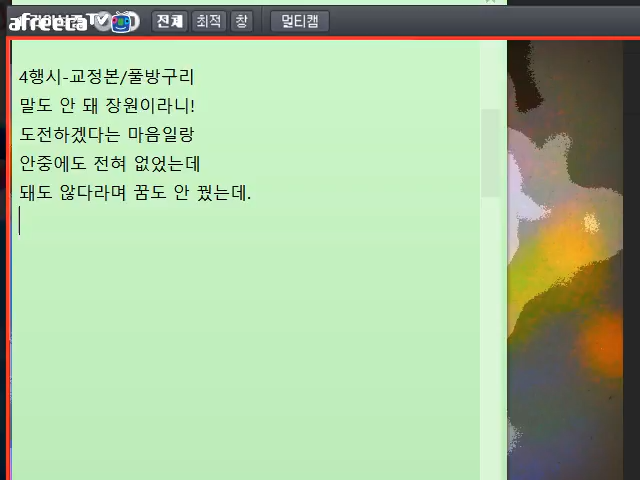 afreecaTV
전체 최적 창 멀티캠
4행시-교정본/풀방구리
말도 안 돼 장원이라니!
도전하겠다는 마음일랑
안중에도 전혀 없었는데
돼도 않다라며 꿈도 안 꿨는데.